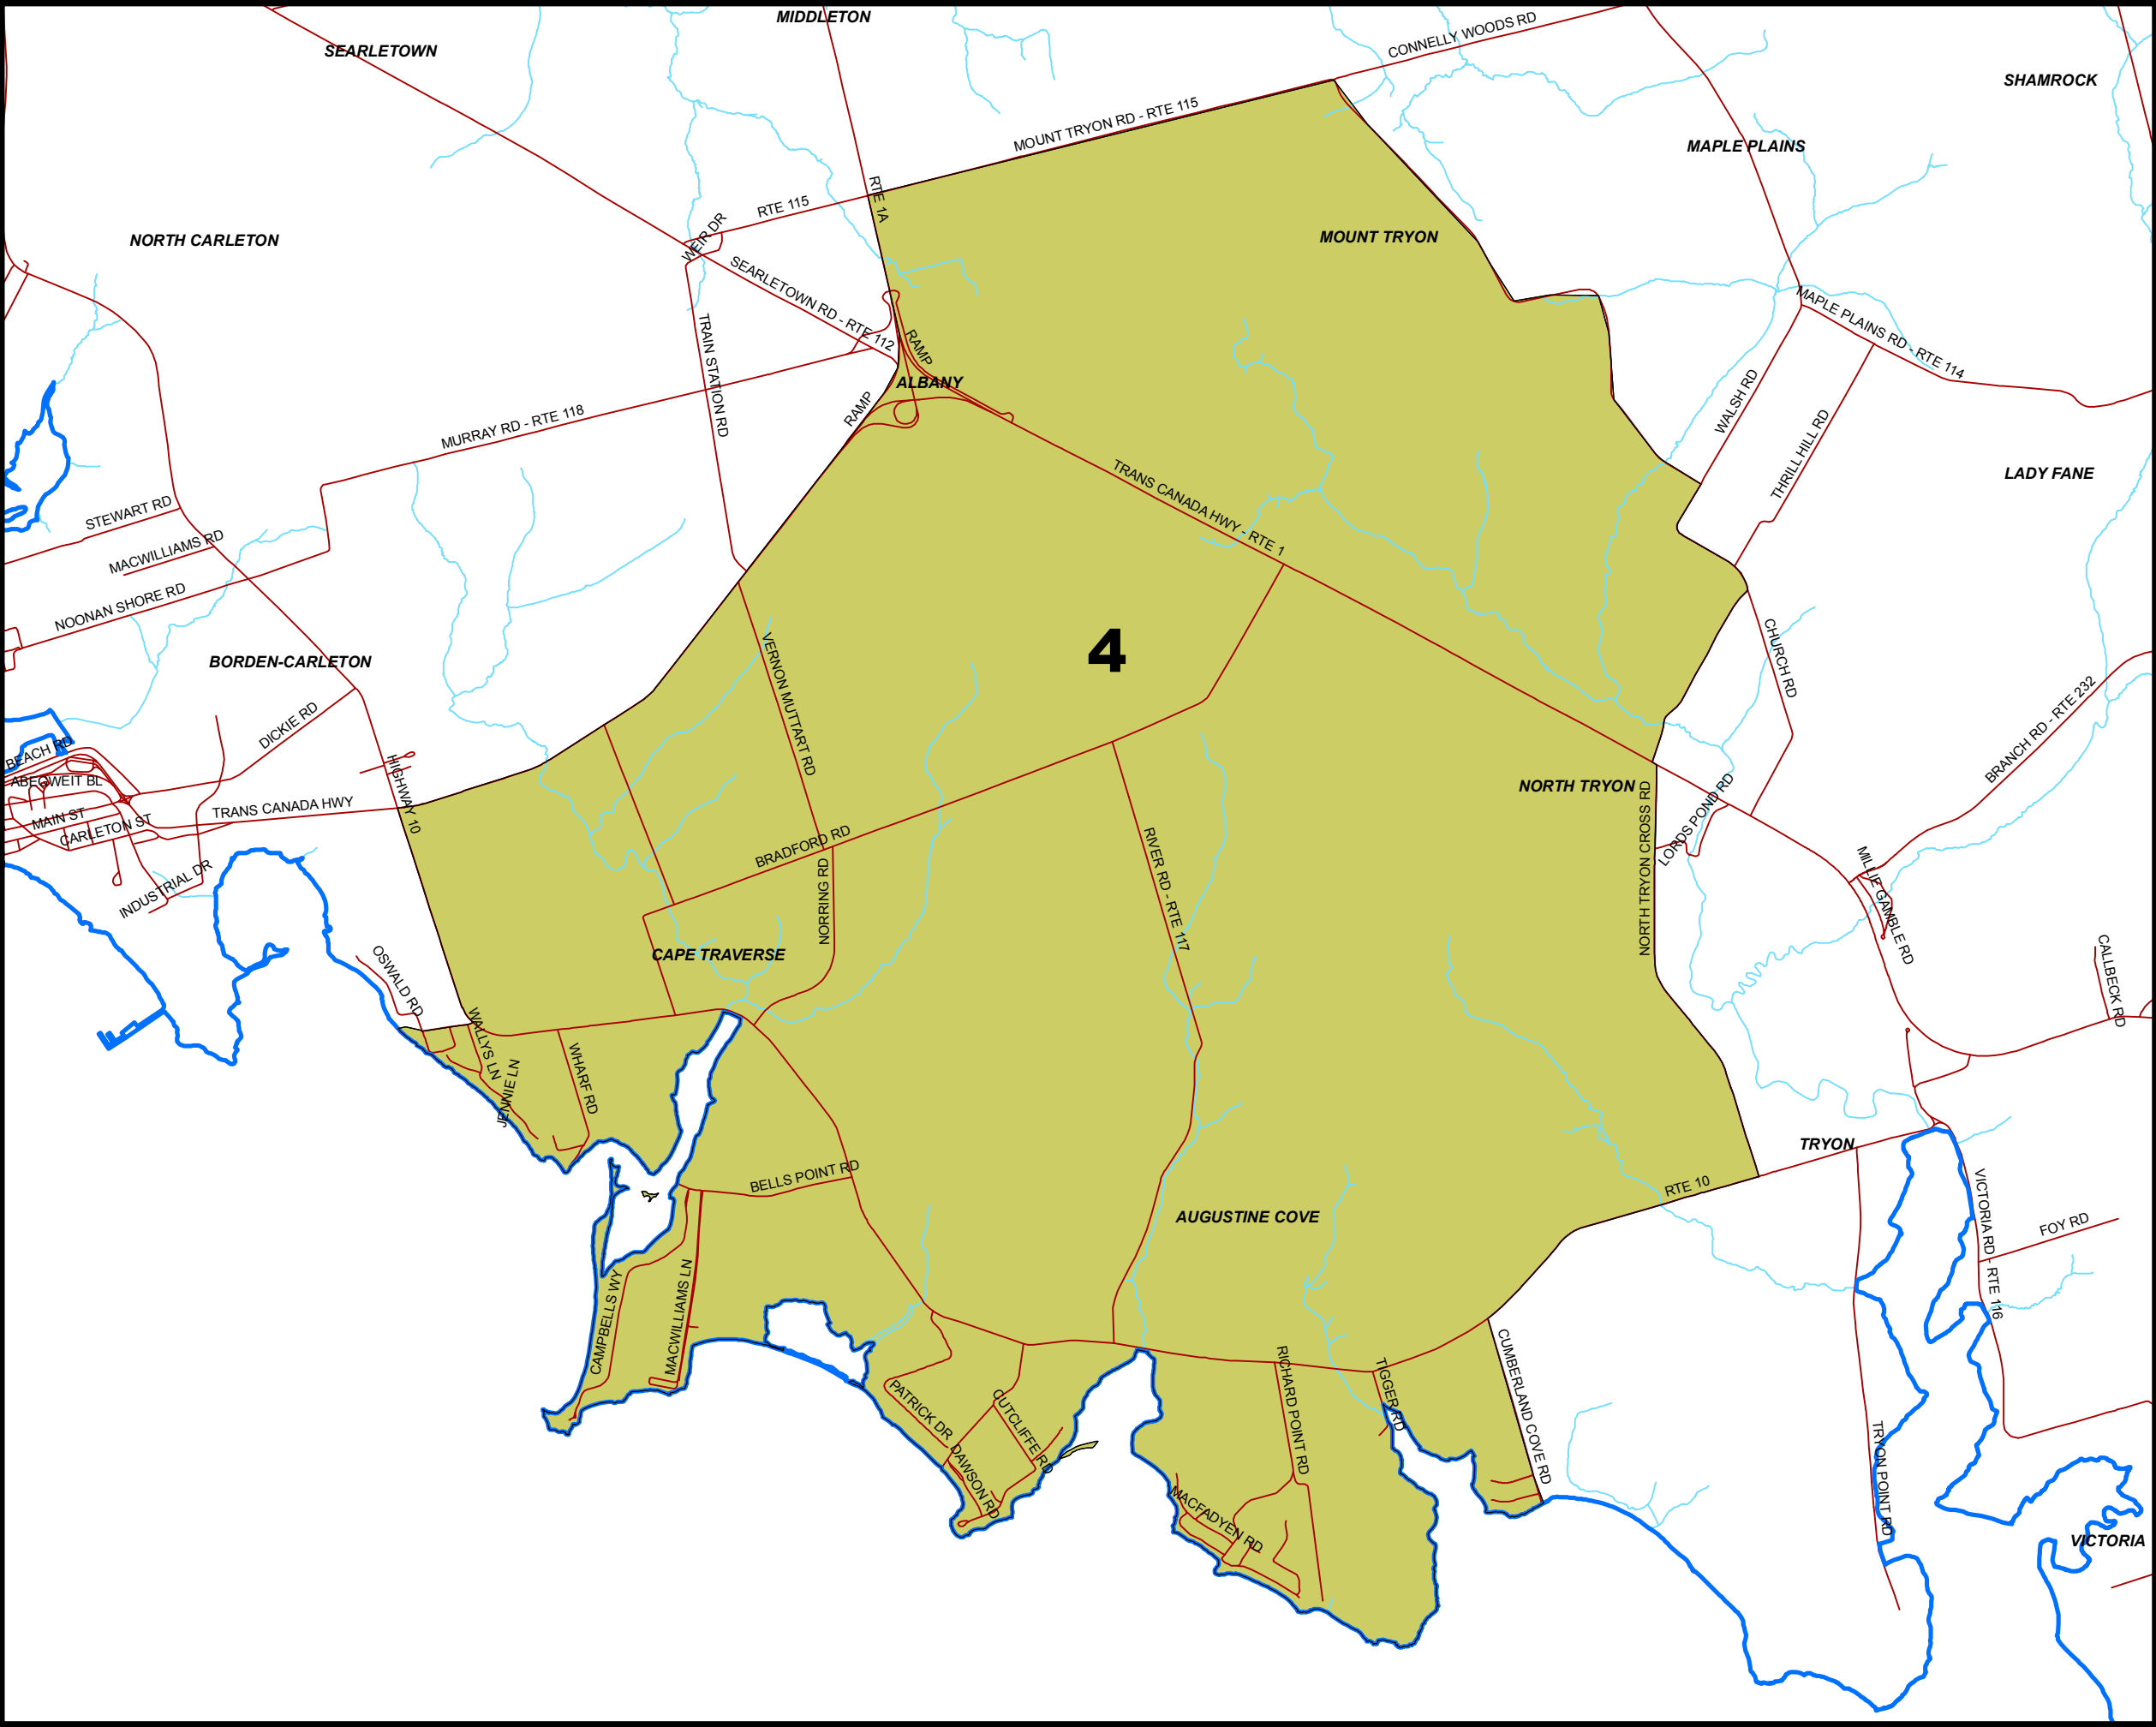 MIDDLETON
SEARLETOWN
CONNELLY WOODS RD
SHAMROCK
MOUNT TRYON RD - RTE 115
MAPLE PLAINS
RTE 1A
RTE 115
WEIR DR
NORTH CARLETON
MOUNT TRYON
SEARLETOWN RD - RTE 112
MAPLE PLAINS RD - RTE 114
TRAIN STATION RD
RAMP
ALBANY
RAMP
WALSH RD
MURRAY RD - RTE 118
THRILL HILL RD
LADY FANE
TRANS CANADA HWY - RTE 1
STEWART RD
MACWILLIAMS RD
NOONAN SHORE RD
4
VERNON MUTTART RD
CHURCH RD
BORDEN-CARLETON
BRANCH RD - RTE 232
DICKIE RD
BEACH RD
ABEGWEIT BL
HIGHWAY 10
NORTH TRYON
NORTH TRYON CROSS RD
LORDS POND RD
TRANS CANADA HWY
MAIN ST
CARLETON ST
BRADFORD RD
RIVER RD - RTE 117
MILLIE GAMBLE RD
INDUSTRIAL DR
NORRING RD
CAPE TRAVERSE
OSWALD RD
CALLBECK RD
WALLYS LN
JENNIE LN
WHARF RD
TRYON
BELLS POINT RD
RTE 10
VICTORIA RD - RTE 116
AUGUSTINE COVE
FOY RD
CAMPBELLS WY
MACWILLIAMS LN
PATRICK DR
CUTCLIFFE RD
DAWSON RD
RICHARD POINT RD
TIGGER RD
CUMBERLAND COVE RD
TRYON POINT RD
MACFADYEN RD
VICTORIA